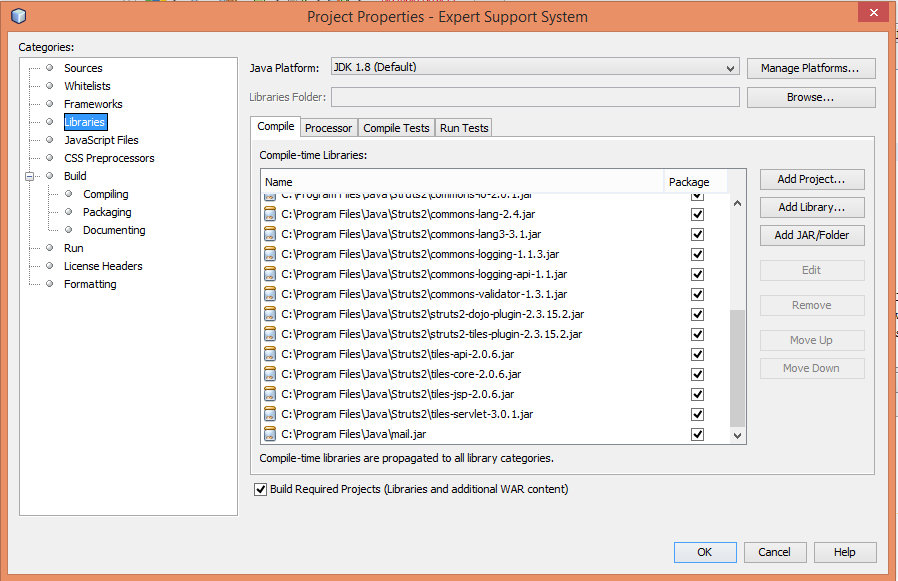 Project Properties - Expert Support System
Categories:
Sources
Whitelists
Frameworks
Libraries
JavaScript Files
CSS Preprocessors
Build
Compiling
Packaging
Documenting
Run
License Headers
Formatting
Java Platform: JDK 1.8 (Default) Manage Platforms...
Libraries Folder: Browse...
Compile Processor Compile Tests Run Tests
Compile-time Libraries:
Name Package
C:\Program Files\Java\Struts2\commons-io-2.0.1.jar
C:\Program Files\Java\Struts2\commons-lang-2.4.jar
C:\Program Files\Java\Struts2\commons-lang3-3.1.jar
C:\Program Files\Java\Struts2\commons-logging-1.1.3.jar
C:\Program Files\Java\Struts2\commons-logging-api-1.1.jar
C:\Program Files\Java\Struts2\commons-validator-1.3.1.jar
C:\Program Files\Java\Struts2\struts2-dojo-plugin-2.3.15.2.jar
C:\Program Files\Java\Struts2\struts2-tiles-plugin-2.3.15.2.jar
C:\Program Files\Java\Struts2\tiles-api-2.0.6.jar
C:\Program Files\Java\Struts2\tiles-core-2.0.6.jar
C:\Program Files\Java\Struts2\tiles-jsp-2.0.6.jar
C:\Program Files\Java\Struts2\tiles-servlet-3.0.1.jar
C:\Program Files\Java\mail.jar
Add Project...
Add Library...
Add JAR/Folder
Edit
Remove
Move Up
Move Down
Compile-time libraries are propagated to all library categories.
Build Required Projects (Libraries and additional WAR content)
OK Cancel Help